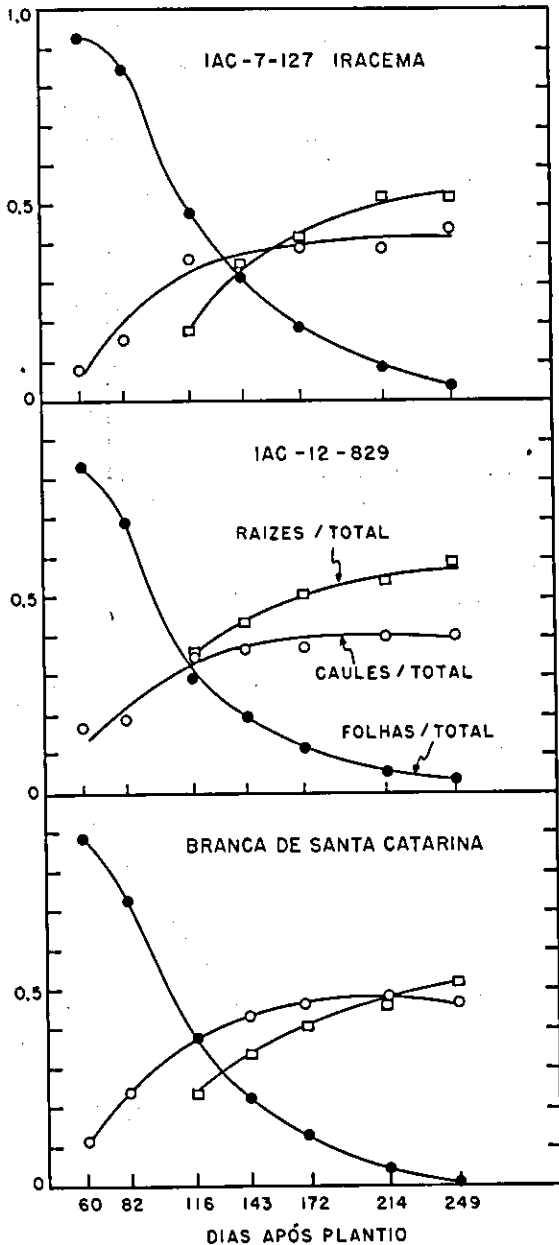 1,0
IAC-7-127 IRACEMA
0,5
0
IAC-12-829
RAIZES / TOTAL
0,5
CAULES / TOTAL
FOLHAS / TOTAL
0
BRANCA DE SANTA CATARINA
0,5
0
60 82 116 143 172 214 249
DIAS APÓS PLANTIO